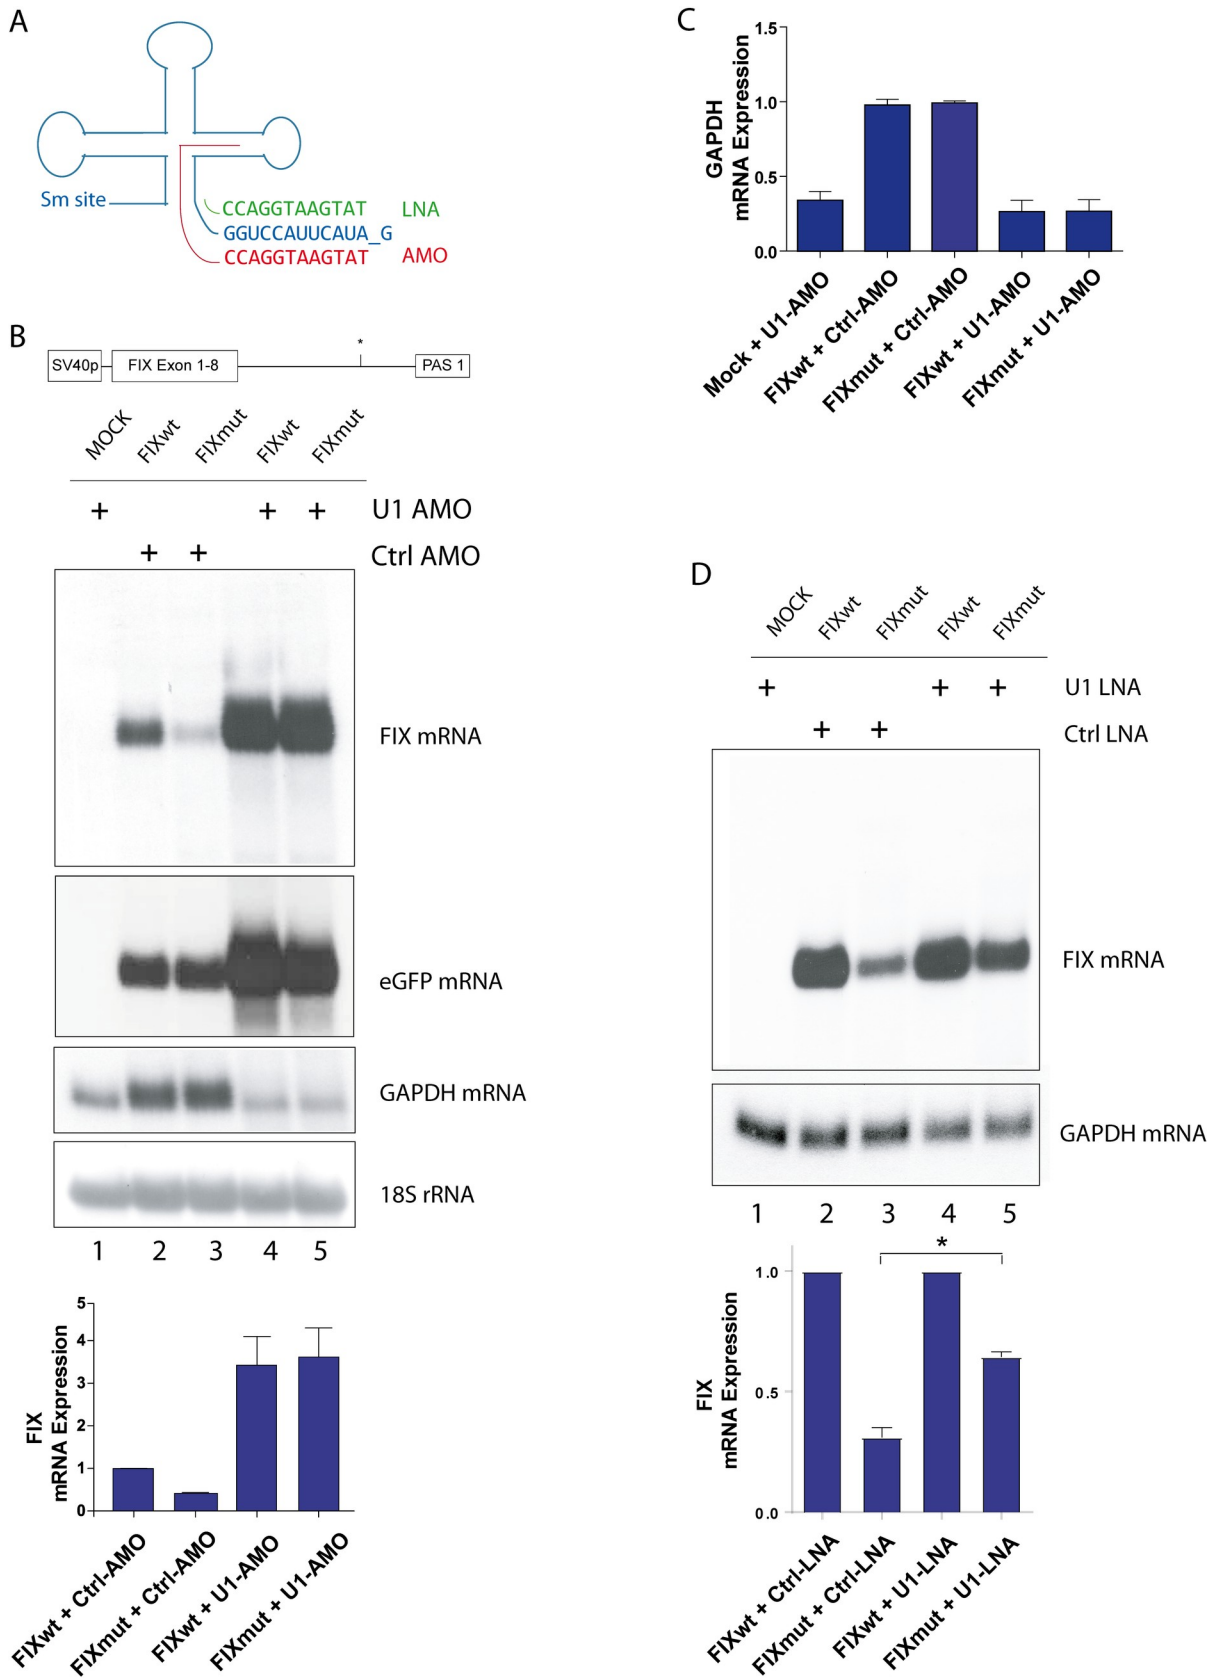 A
Sm site
CCAGGTAAGTAT LNA
GGUCCAUUCAUA_G
CCAGGTAAGTAT AMO
B
*
SV40p FIX Exon 1-8 PAS 1
MOCK FIXwt FIXmut FIXwt FIXmut
+ + + U1 AMO
+ + Ctrl AMO
FIX mRNA
eGFP mRNA
GAPDH mRNA
18S rRNA
1 2 3 4 5
FIX
mRNA Expression
5
4
3
2
1
0
FIXwt + Ctrl-AMO
FIXmut + Ctrl-AMO
FIXwt + U1-AMO
FIXmut + U1-AMO
C
GAPDH
mRNA Expression
1.5
1.0
0.5
0.0
Mock + U1-AMO
FIXwt + Ctrl-AMO
FIXmut + Ctrl-AMO
FIXwt + U1-AMO
FIXmut + U1-AMO
D
MOCK FIXwt FIXmut FIXwt FIXmut
+ + + U1 LNA
+ + Ctrl LNA
FIX mRNA
GAPDH mRNA
1 2 3 4 5
*
FIX
mRNA Expression
1.0
0.5
0.0
FIXwt + Ctrl-LNA
FIXmut + Ctrl-LNA
FIXwt + U1-LNA
FIXmut + U1-LNA